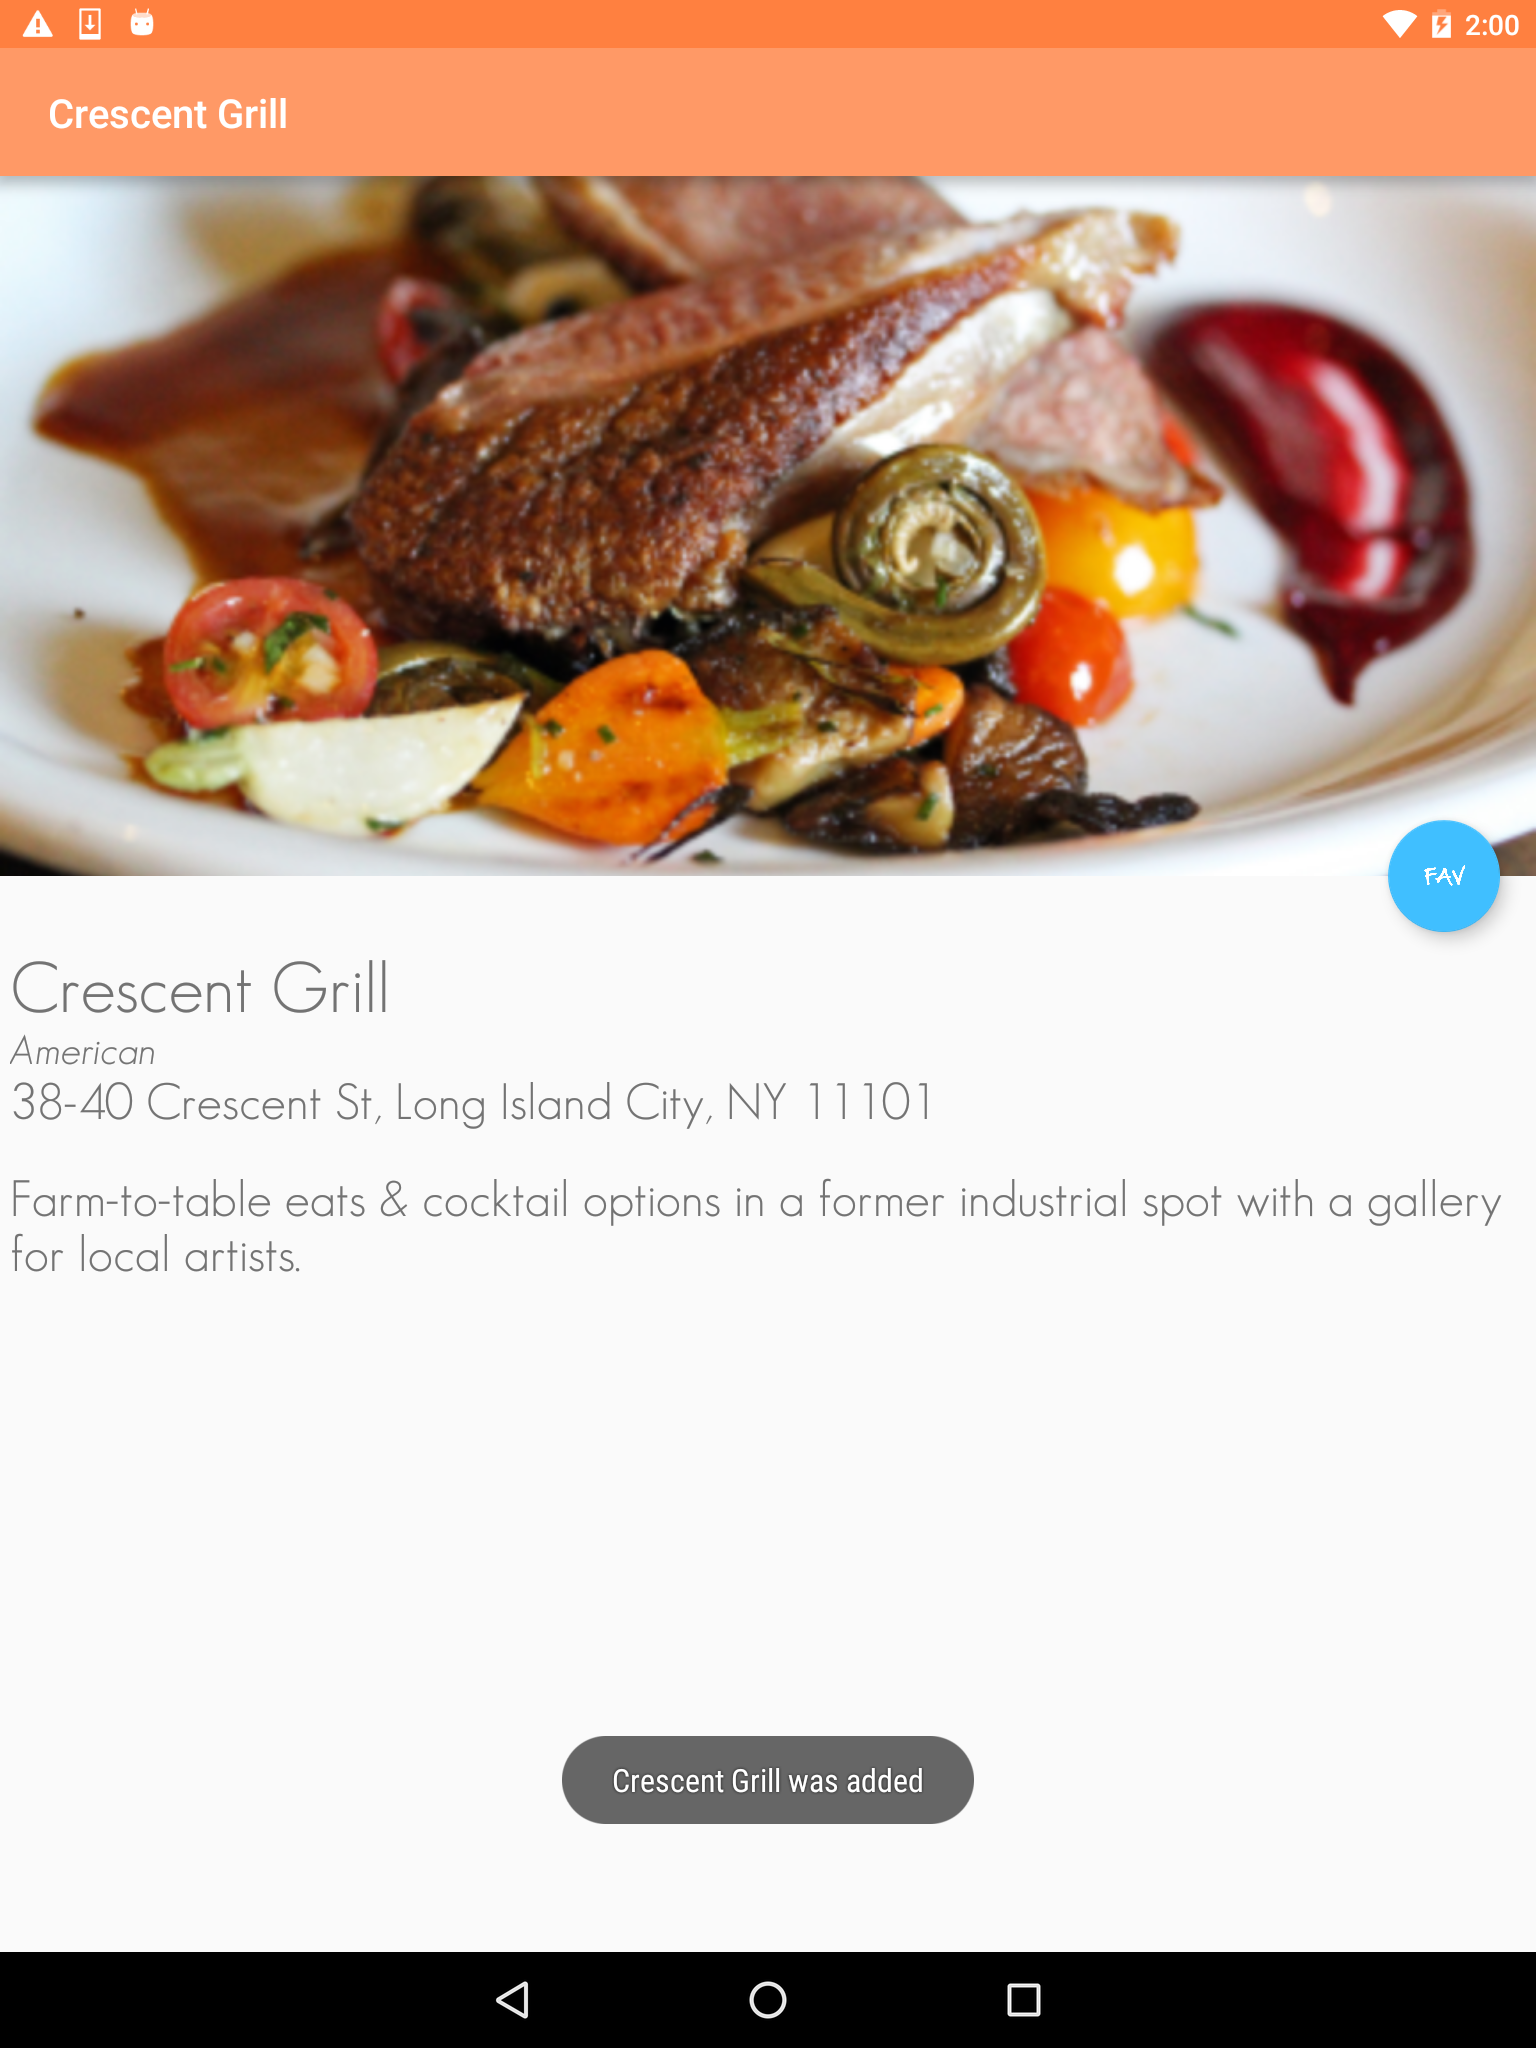 2:00
Crescent Grill
FAV
Crescent Grill
American
38-40 Crescent St, Long Island City, NY 11101
Farm-to-table eats & cocktail options in a former industrial spot with a gallery
for local artists.
Crescent Grill was added